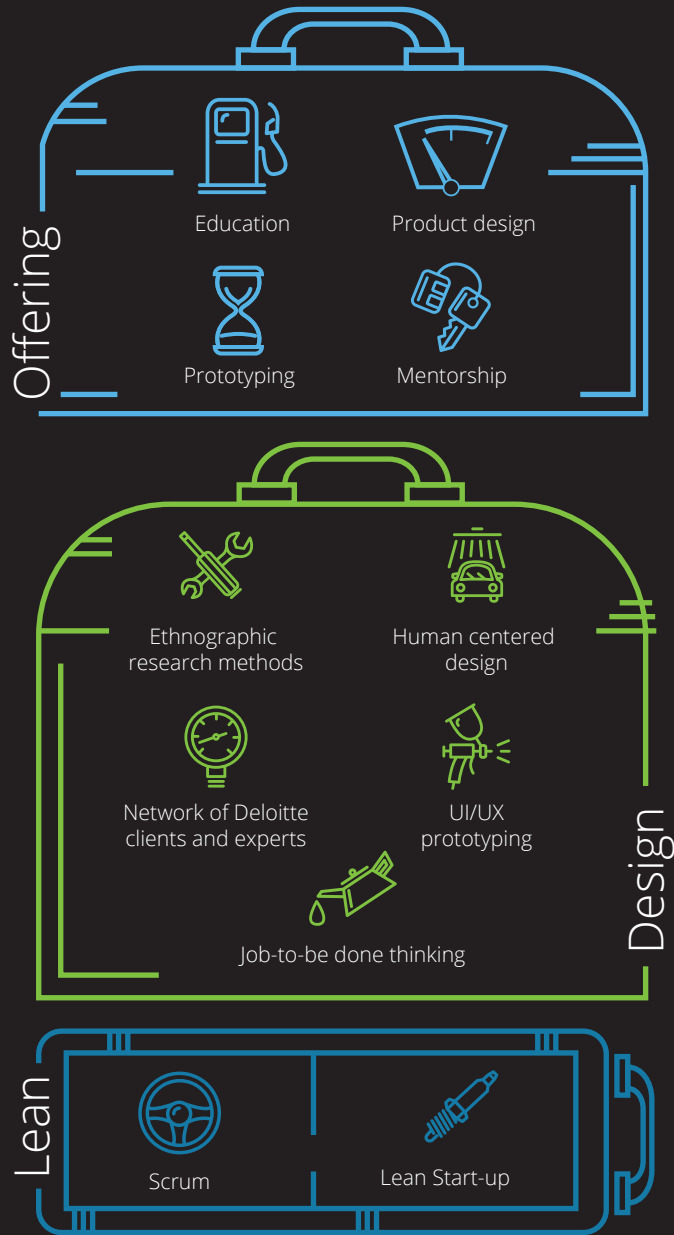 Offering
Education
Product design
Prototyping
Mentorship
Ethnographic
research methods
Human centered
design
Network of Deloitte
clients and experts
UI/UX
prototyping
Job-to-be done thinking
Design
Lean
Scrum
Lean Start-up